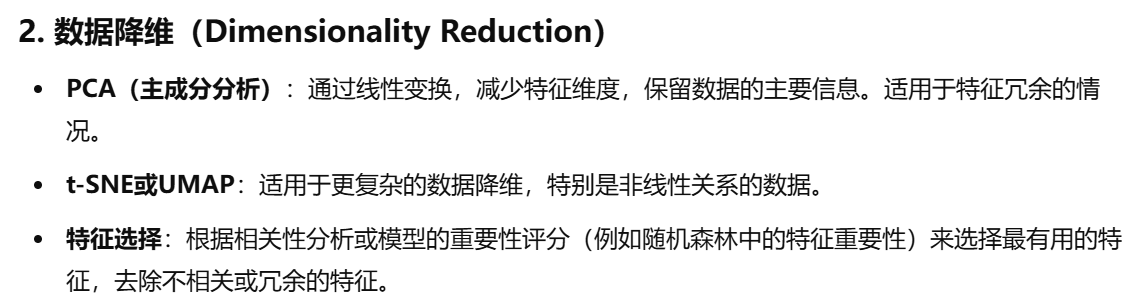 2. 数据降维（Dimensionality Reduction）
• PCA（主成分分析）：通过线性变换，减少特征维度，保留数据的主要信息。适用于特征冗余的情
况。
• t-SNE或UMAP：适用于更复杂的数据降维，特别是非线性关系的数据。
• 特征选择：根据相关性分析或模型的重要性评分（例如随机森林中的特征重要性）来选择最有用的特
征，去除不相关或冗余的特征。